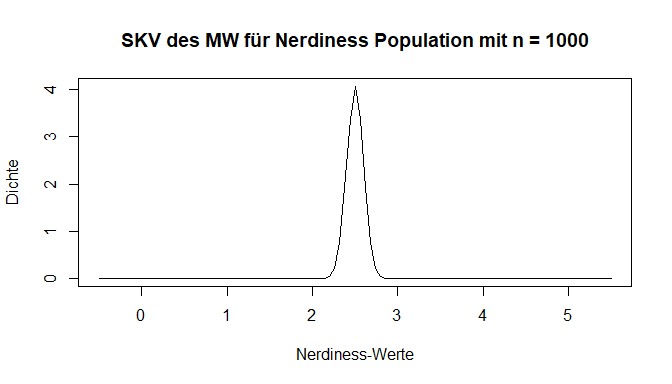 SKV des MW für Nerdiness Population mit n = 1000
Dichte
4
3
2
1
0
0 1 2 3 4 5
Nerdiness-Werte